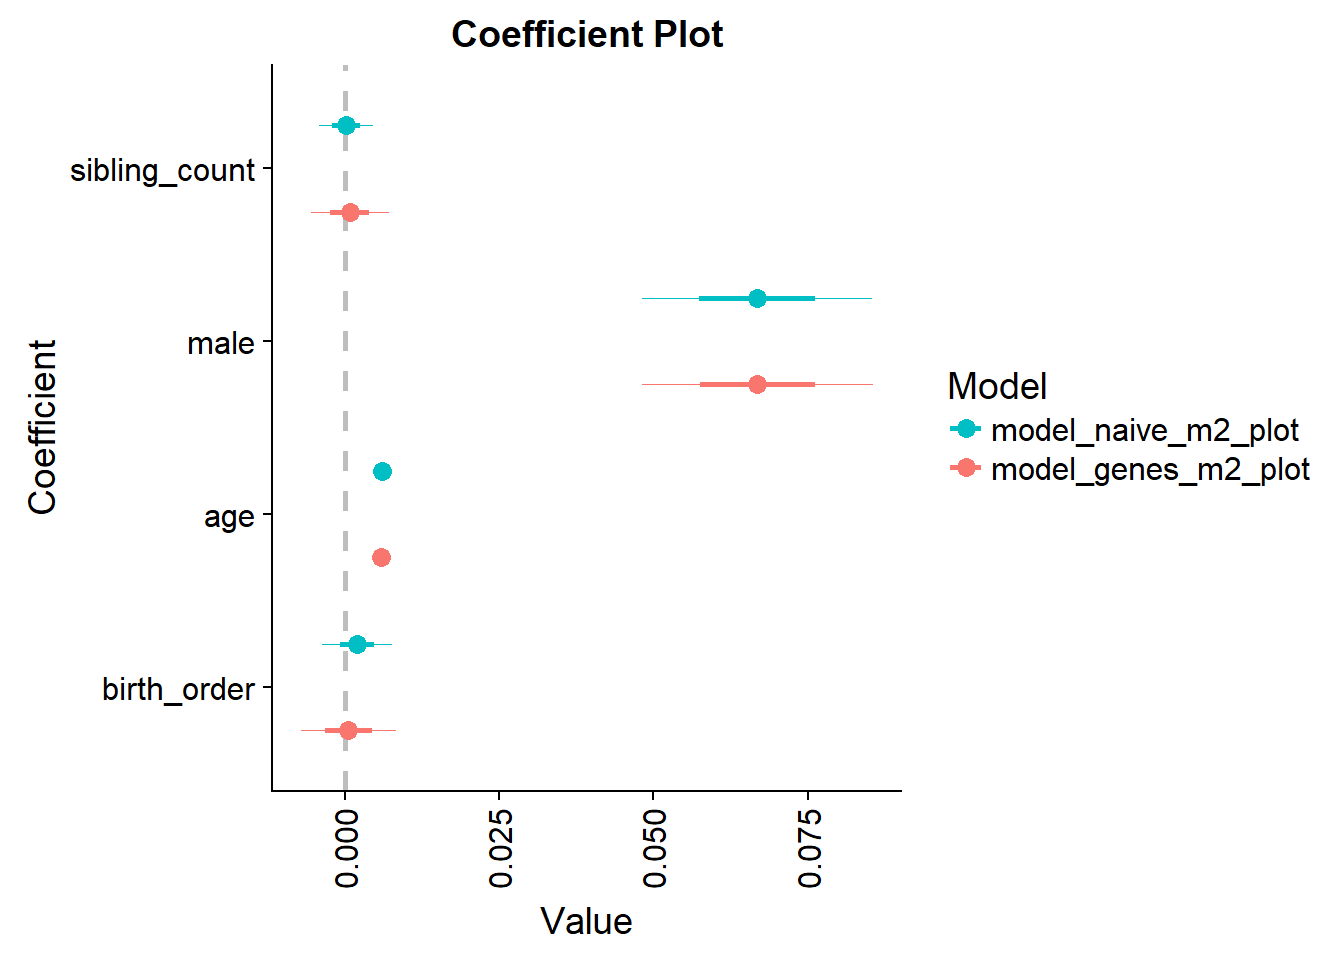 Coefficient Plot
sibling_count
male
age
birth_order
Coefficient
0.000
0.025
0.050
0.075
Value
Model
model_naive_m2_plot
model_genes_m2_plot